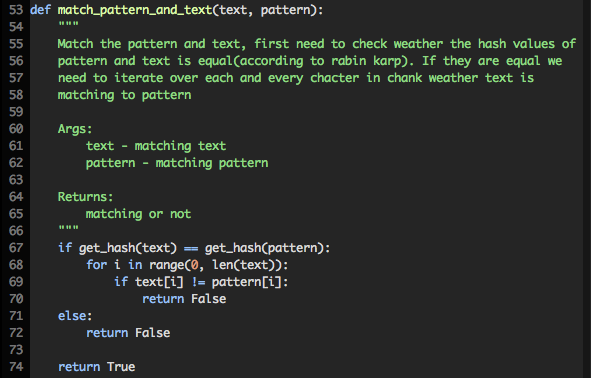 53 def match_pattern_and_text(text, pattern):
54     """
55     Match the pattern and text, first need to check weather the hash values of
56     pattern and text is equal(according to rabin karp). If they are equal we
57     need to iterate over each and every chacter in chank weather text is
58     matching to pattern
59
60     Args:
61         text - matching text
62         pattern - matching pattern
63
64     Returns:
65         matching or not
66     """
67     if get_hash(text) == get_hash(pattern):
68         for i in range(0, len(text)):
69             if text[i] != pattern[i]:
70                 return False
71     else:
72         return False
73
74     return True